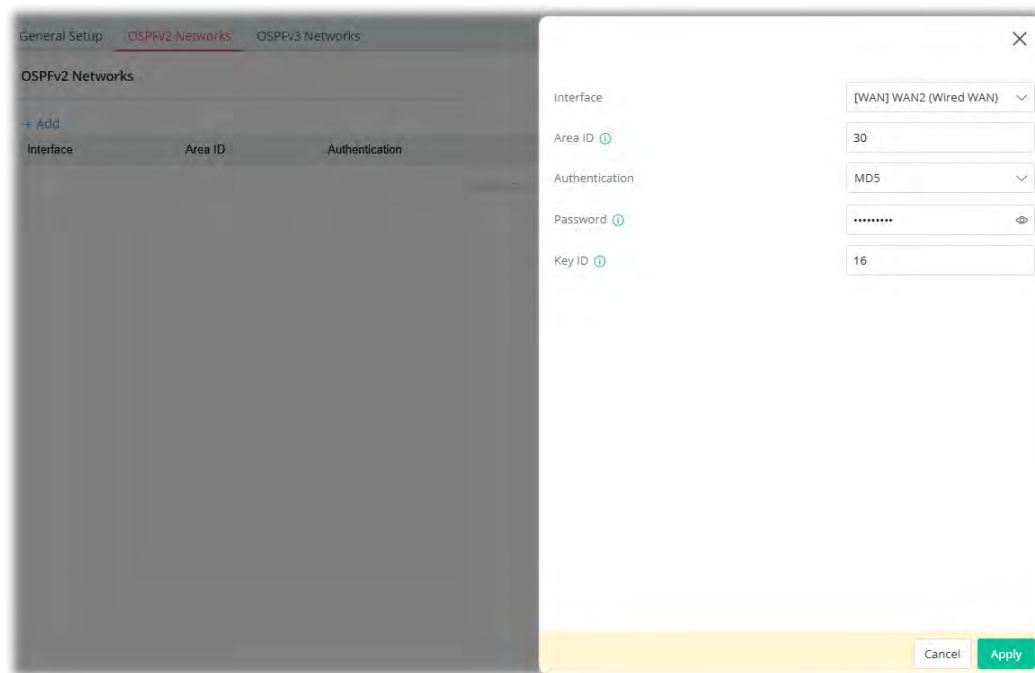 General Setup OSPFv2 Networks OSPFv3 Networks
OSPFv2 Networks
+ Add
Interface Area ID Authentication
Interface [WAN] WAN2 (Wired WAN)
Area ID 30
Authentication MD5
Password •••••••••
Key ID 16
Cancel Apply